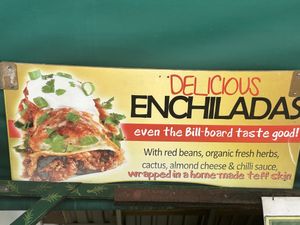 DELICIOUS
ENCHILADAS
even the Bill-board taste good!
With red beans, organic fresh herbs,
cactus, almond cheese & chilli sauce,
wrapped in a home-made teff skin